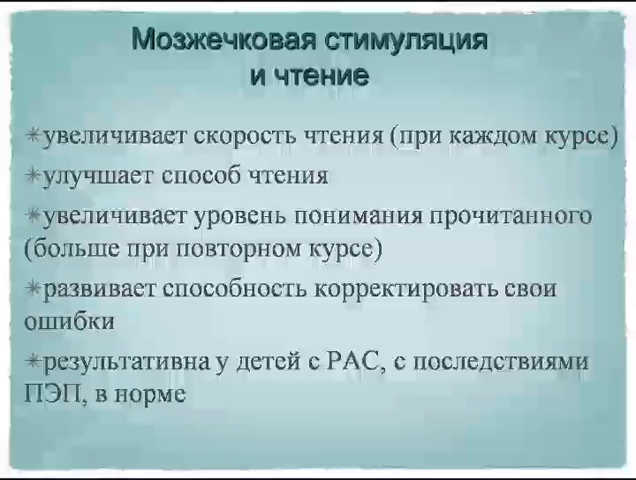 Мозжечковая стимуляция
и чтение
✴увеличивает скорость чтения (при каждом курсе)
✴улучшает способ чтения
✴увеличивает уровень понимания прочитанного
(больше при повторном курсе)
✴развивает способность корректировать свои
ошибки
✴результативна у детей с РАС, с последствиями
ПЭП, в норме